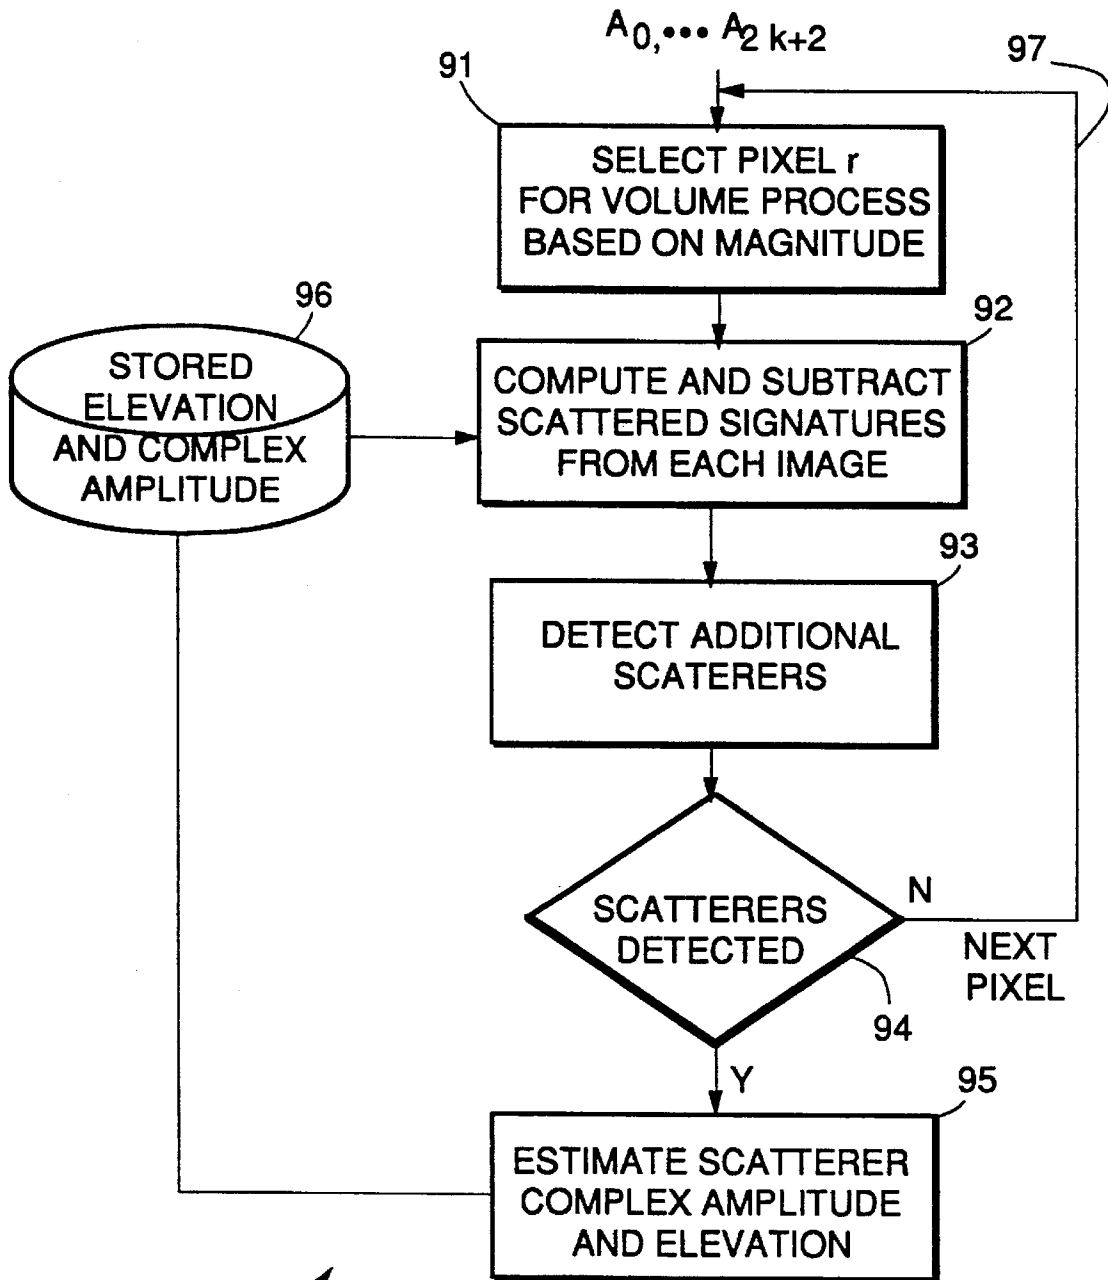 A0,••• A2 k+2
97
91
SELECT PIXEL r
FOR VOLUME PROCESS
BASED ON MAGNITUDE
96
92
STORED
ELEVATION
AND COMPLEX
AMPLITUDE
COMPUTE AND SUBTRACT
SCATTERED SIGNATURES
FROM EACH IMAGE
93
DETECT ADDITIONAL
SCATERERS
SCATTERERS
DETECTED
N
NEXT
PIXEL
94
Y
95
ESTIMATE SCATTERER
COMPLEX AMPLITUDE
AND ELEVATION